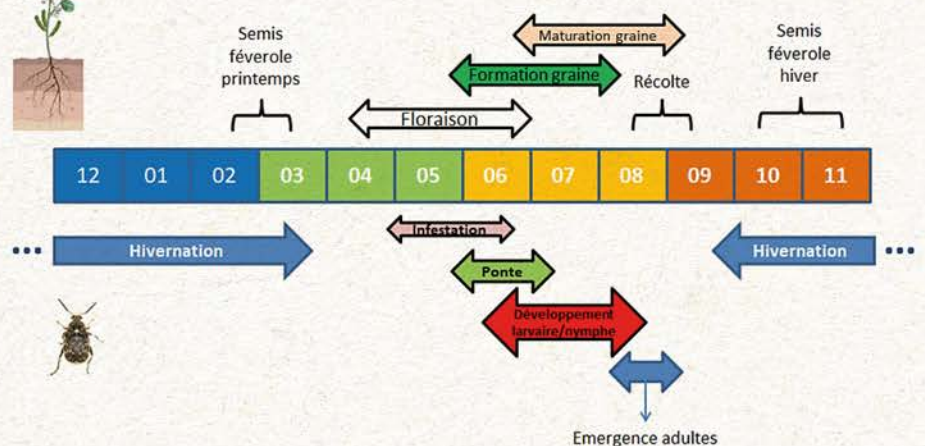 Maturation graine
Semis
féverole
printemps
Semis
féverole
hiver
Formation graine
Récolte
Floraison
12 01 02 03 04 05 06 07 08 09 10 11
Infestation
••• Hivernation
Hivernation •••
Ponte
Développement
larvaire/nymphe
Emergence adultes